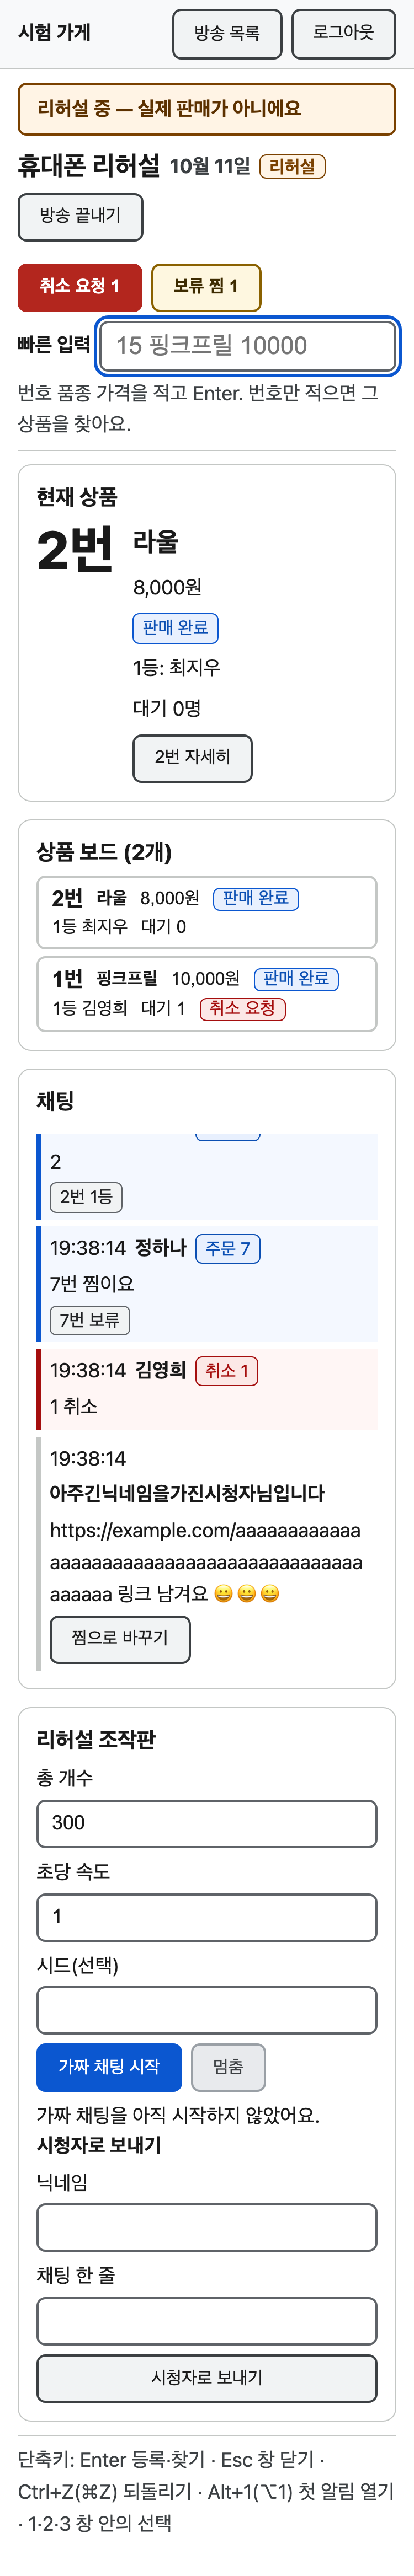 시험 가게
방송 목록
로그아웃
리허설 중 — 실제 판매가 아니에요
휴대폰 리허설 10월 11일 리허설
방송 끝내기
취소 요청 1
보류 찜 1
빠른 입력 15 핑크프릴 10000
번호 품종 가격을 적고 Enter. 번호만 적으면 그
상품을 찾아요.
현재 상품
2번 라울
8,000원
판매 완료
1등: 최지우
대기 0명
2번 자세히
상품 보드 (2개)
2번 라울 8,000원 판매 완료
1등 최지우 대기 0
1번 핑크프릴 10,000원 판매 완료
1등 김영희 대기 1 취소 요청
채팅
2
2번 1등
19:38:14 정하나 주문 7
7번 찜이요
7번 보류
19:38:14 김영희 취소 1
1 취소
19:38:14
아주긴닉네임을가진시청자님입니다
https://example.com/aaaaaaaaaaaa
aaaaaaaaaaaaaaaaaaaaaaaaaaaaaa
aaaaaa 링크 남겨요 😀😀😀
찜으로 바꾸기
리허설 조작판
총 개수
300
초당 속도
1
시드(선택)
가짜 채팅 시작
멈춤
가짜 채팅을 아직 시작하지 않았어요.
시청자로 보내기
닉네임
채팅 한 줄
시청자로 보내기
단축키: Enter 등록·찾기 · Esc 창 닫기 ·
Ctrl+Z(⌘Z) 되돌리기 · Alt+1(⌥1) 첫 알림 열기
· 1·2·3 창 안의 선택